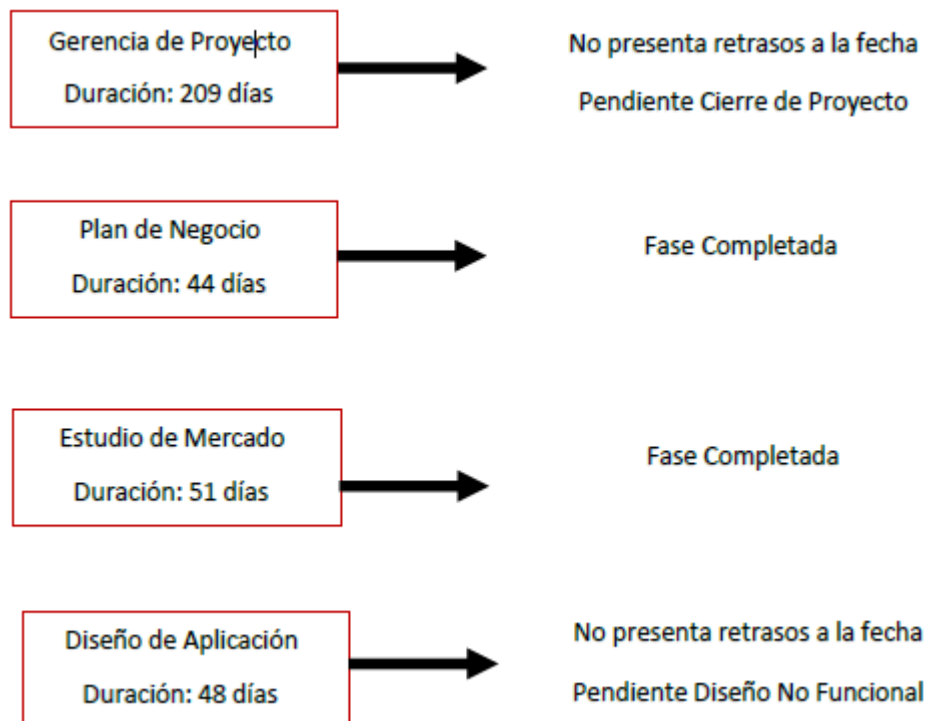 Gerencia de Proyecto
Duración: 209 días
No presenta retrasos a la fecha
Pendiente Cierre de Proyecto
Plan de Negocio
Duración: 44 días
Fase Completada
Estudio de Mercado
Duración: 51 días
Fase Completada
Diseño de Aplicación
Duración: 48 días
No presenta retrasos a la fecha
Pendiente Diseño No Funcional